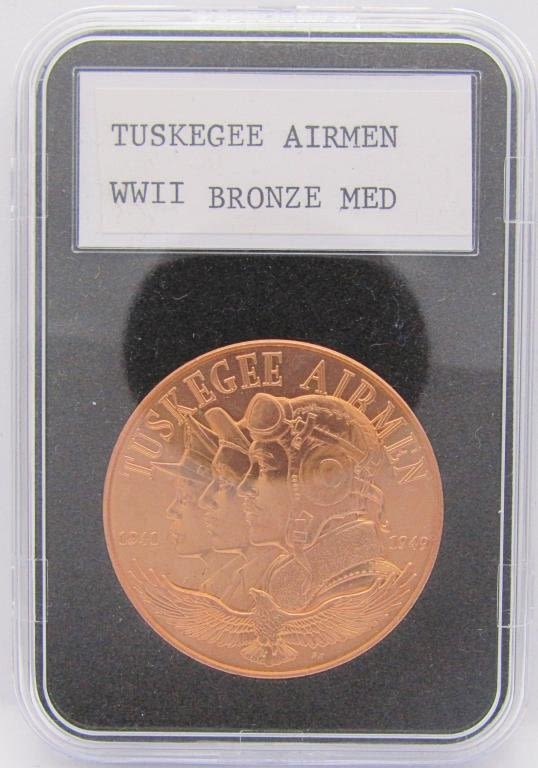 TUSKEGEE AIRMEN
WWII BRONZE MED
TUSKEGEE AIRMEN
1941 1949